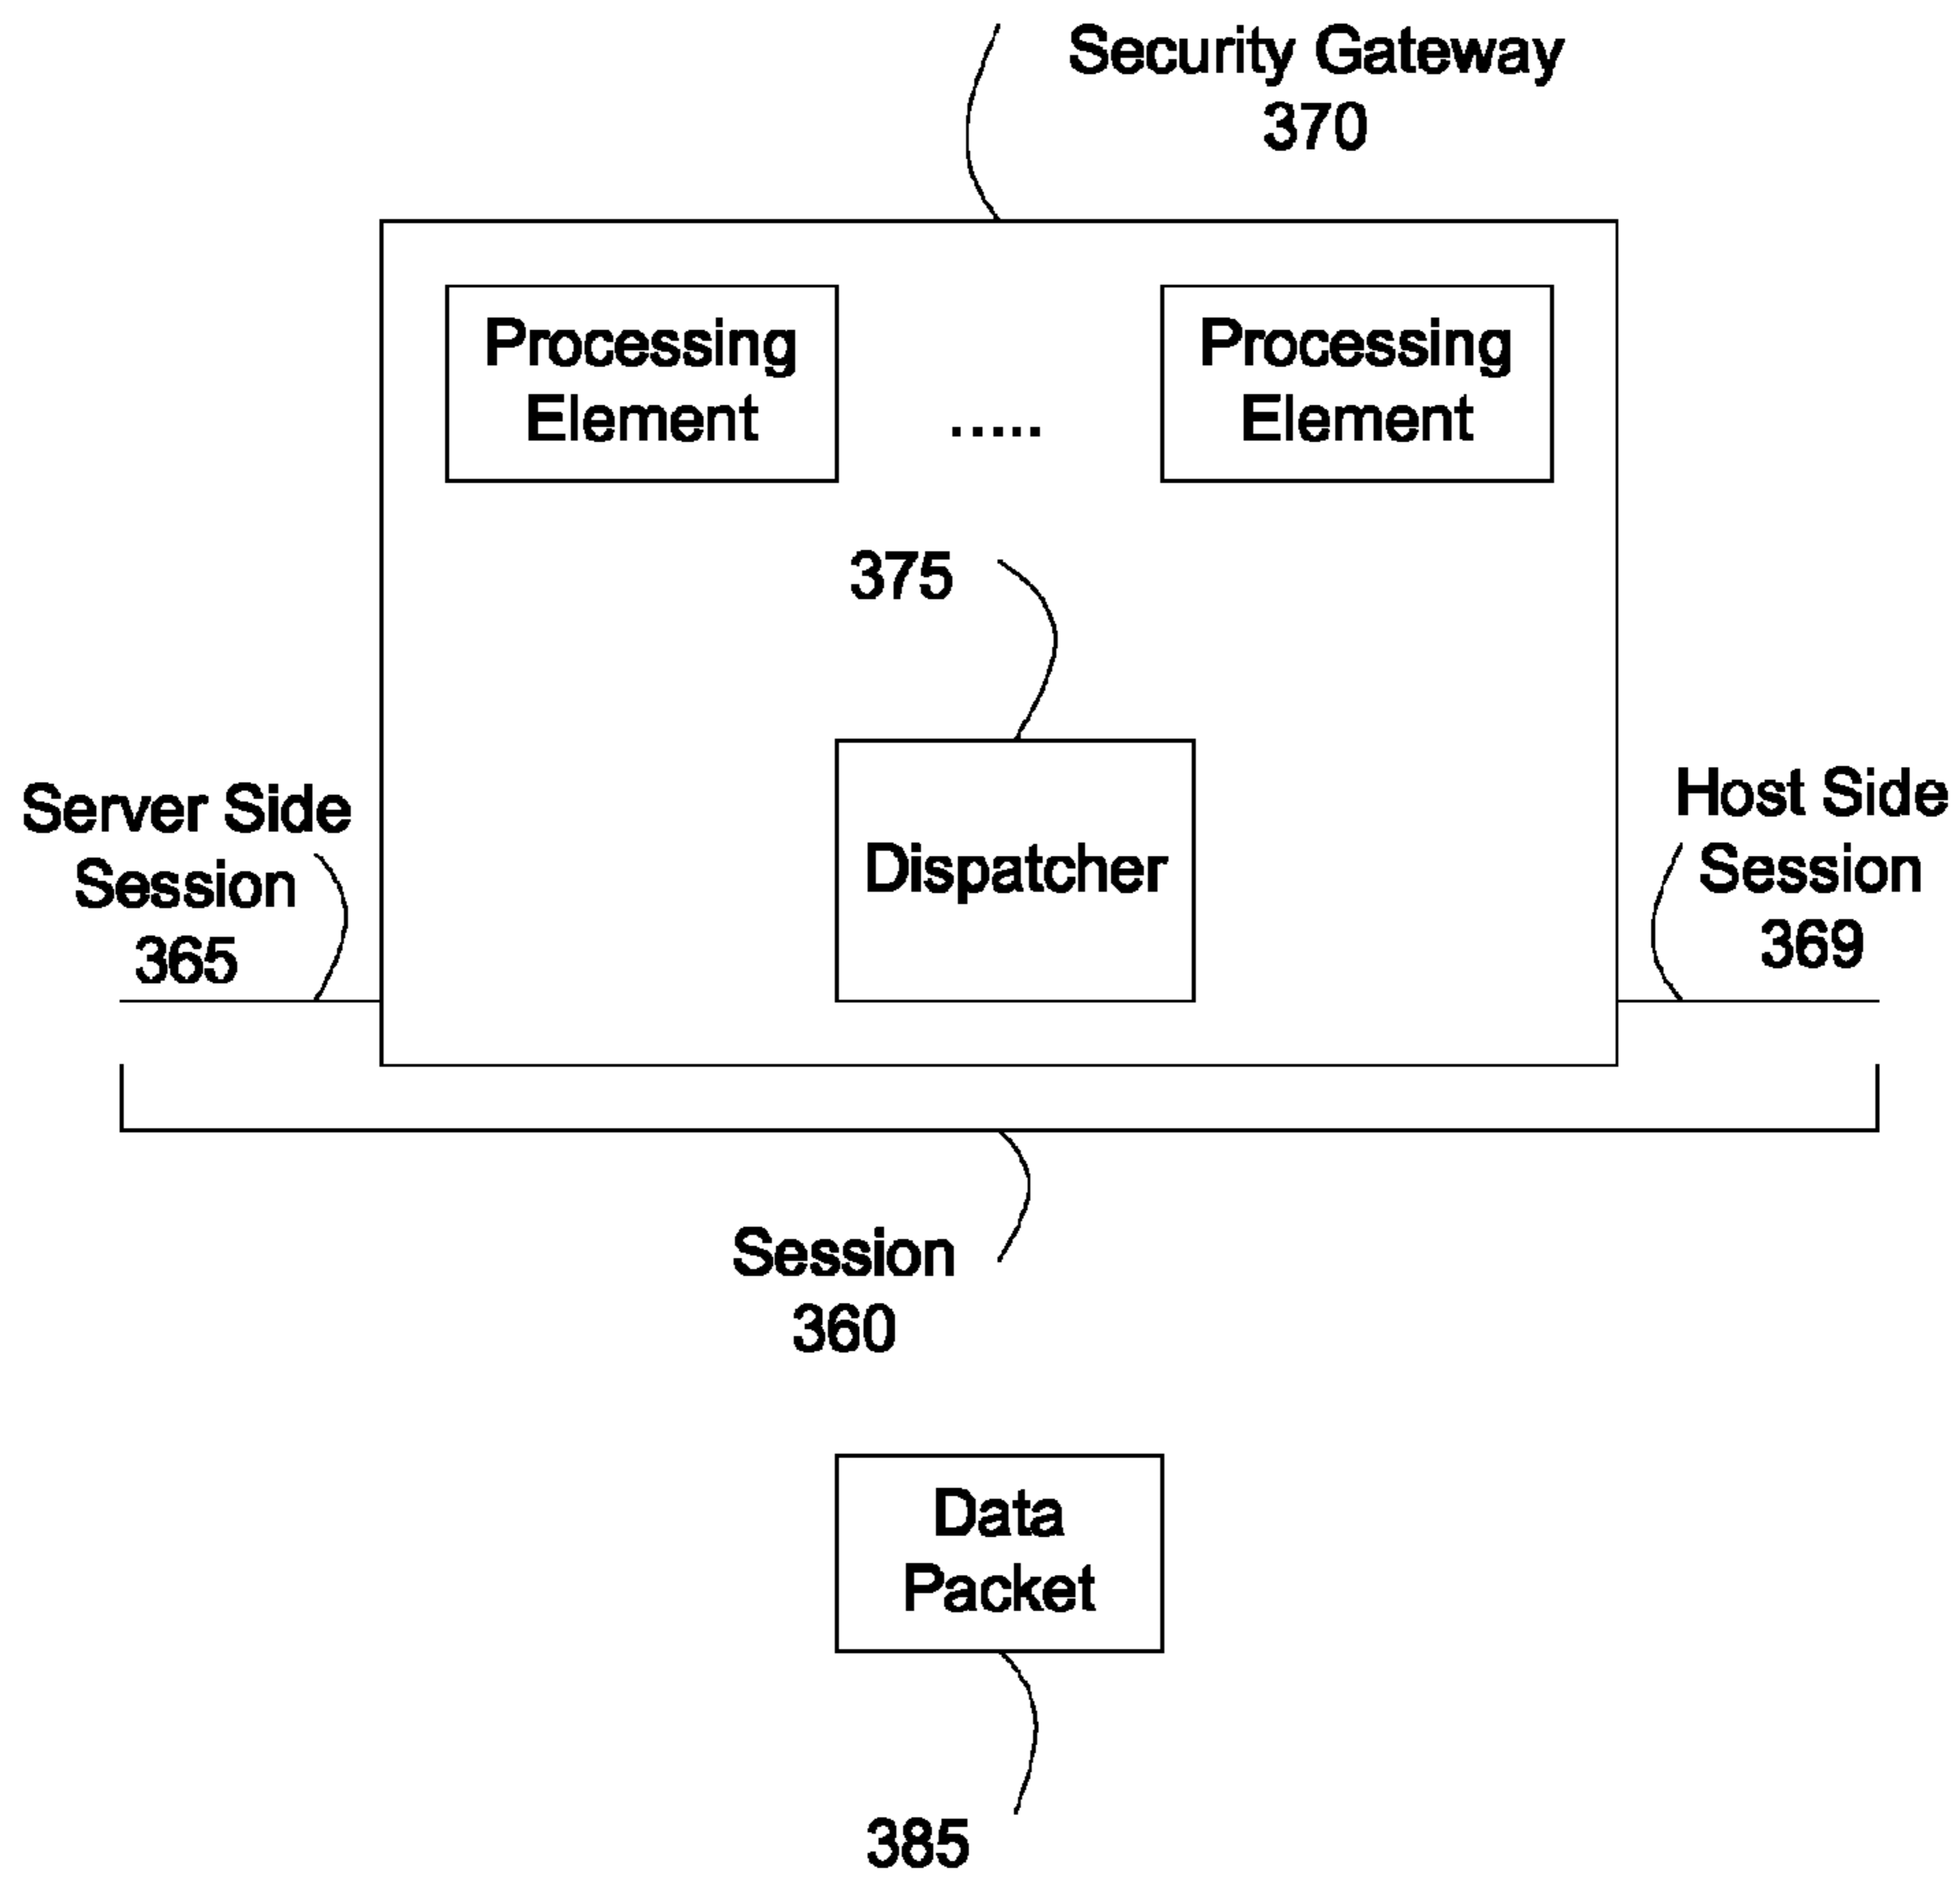 Security Gateway
370
Processing
Element
.....
Processing
Element
375
Server Side
Session
365
Dispatcher
Host Side
Session
369
Session
360
Data
Packet
385